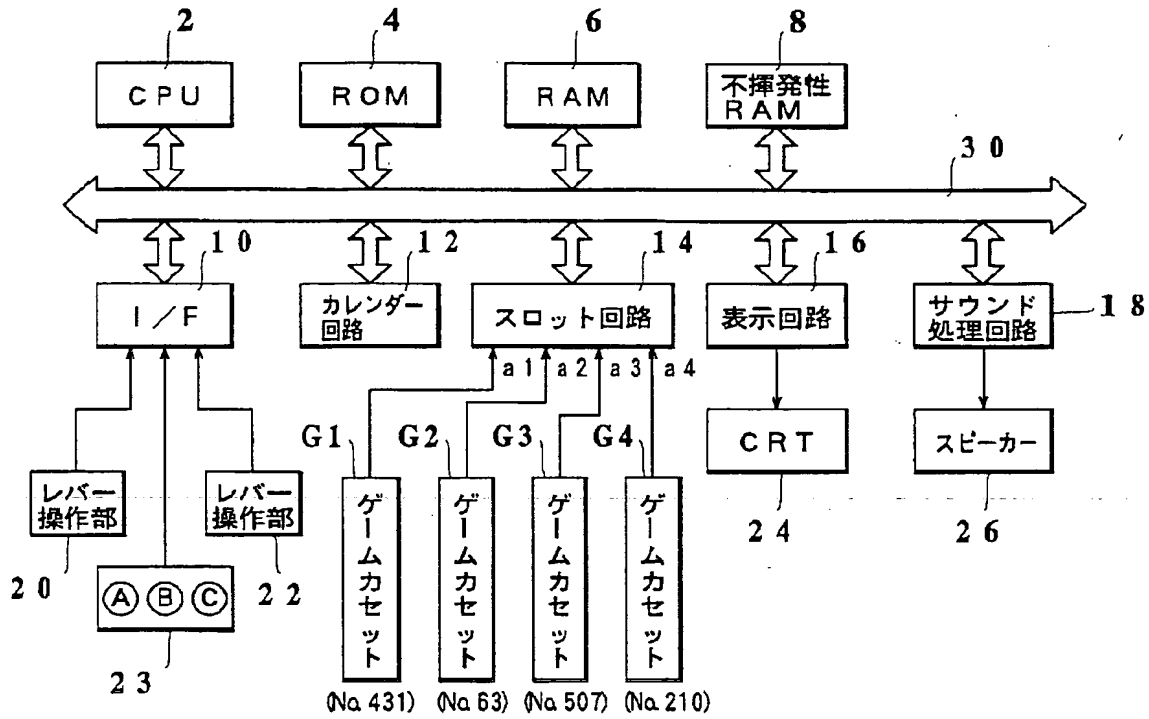 2
4
6
8
CPU
ROM
RAM
不揮発性
RAM
30
10
12
14
16
I/F
カレンダー
回路
スロット回路
表示回路
サウンド
処理回路
18
a1
a2
a3
a4
G1
G2
G3
G4
CRT
スピーカー
レバー
操作部
レバー
操作部
24
26
20
22
A B C
23
ゲームカセット
ゲームカセット
ゲームカセット
ゲームカセット
(No.431)
(No.63)
(No.507)
(No.210)